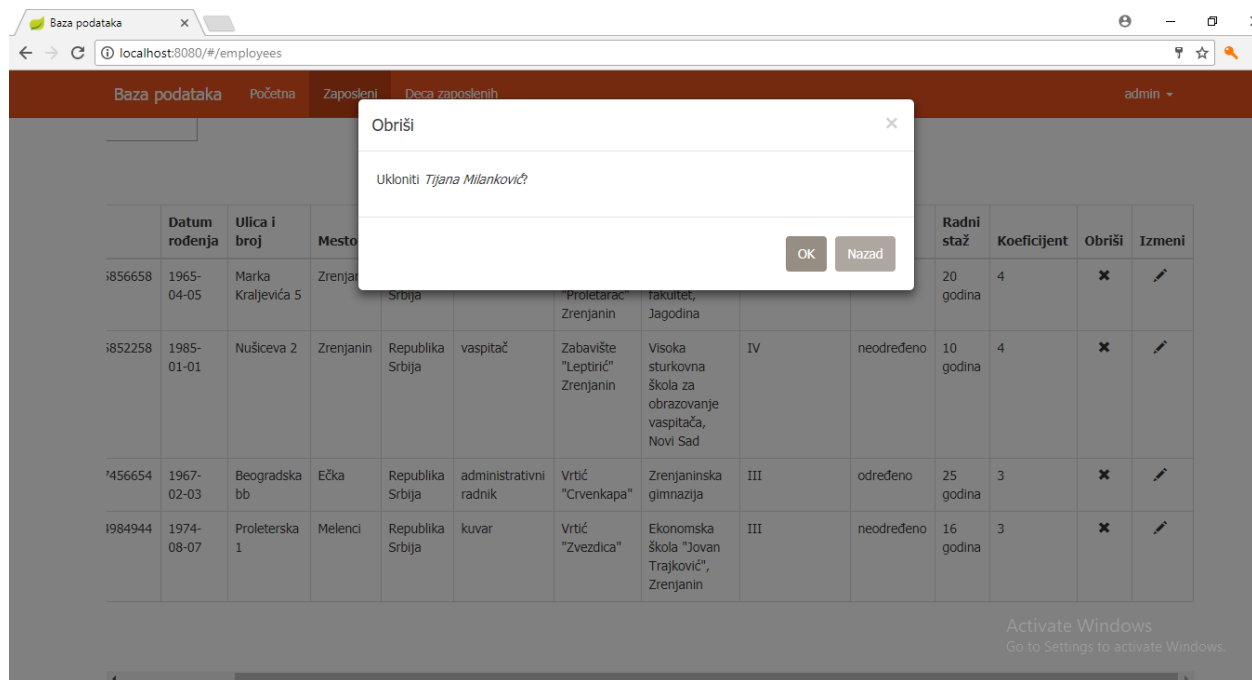 Baza podataka
localhost:8080/#/employees
Baza podataka Početna Zaposleni Deca zaposlenih admin
Obriši
×
Ukloniti Tijana Milanković?
OK Nazad
Datum Ulica i Radni
rođenja broj Mesto staž Koeficijent Obriši Izmeni
5856658 1965- Marka 20 4
04-05 Kraljevića 5 Srbija "Proletarac" fakultet, godina
Zrenjanin Jagodina
5852258 1985- Nušiceva 2 Zrenjanin Republika vaspitač Zabavište Visoka IV neodređeno 10 4
01-01 Srbija "Leptirić" sturkovna godina
Zrenjanin škola za
obrazovanje
vaspitača,
Novi Sad
7456654 1967- Beogradska Ečka Republika administrativni Vrtić Zrenjaninska III određeno 25 3
02-03 bb Srbija radnik "Crvenkapa" gimnazija godina
4984944 1974- Proleterska Melenci Republika kuvar Vrtić Ekonomska III neodređeno 16 3
08-07 1 Srbija "Zvezdica" škola "Jovan godina
Trajković",
Zrenjanin
Activate Windows
Go to Settings to activate Windows.